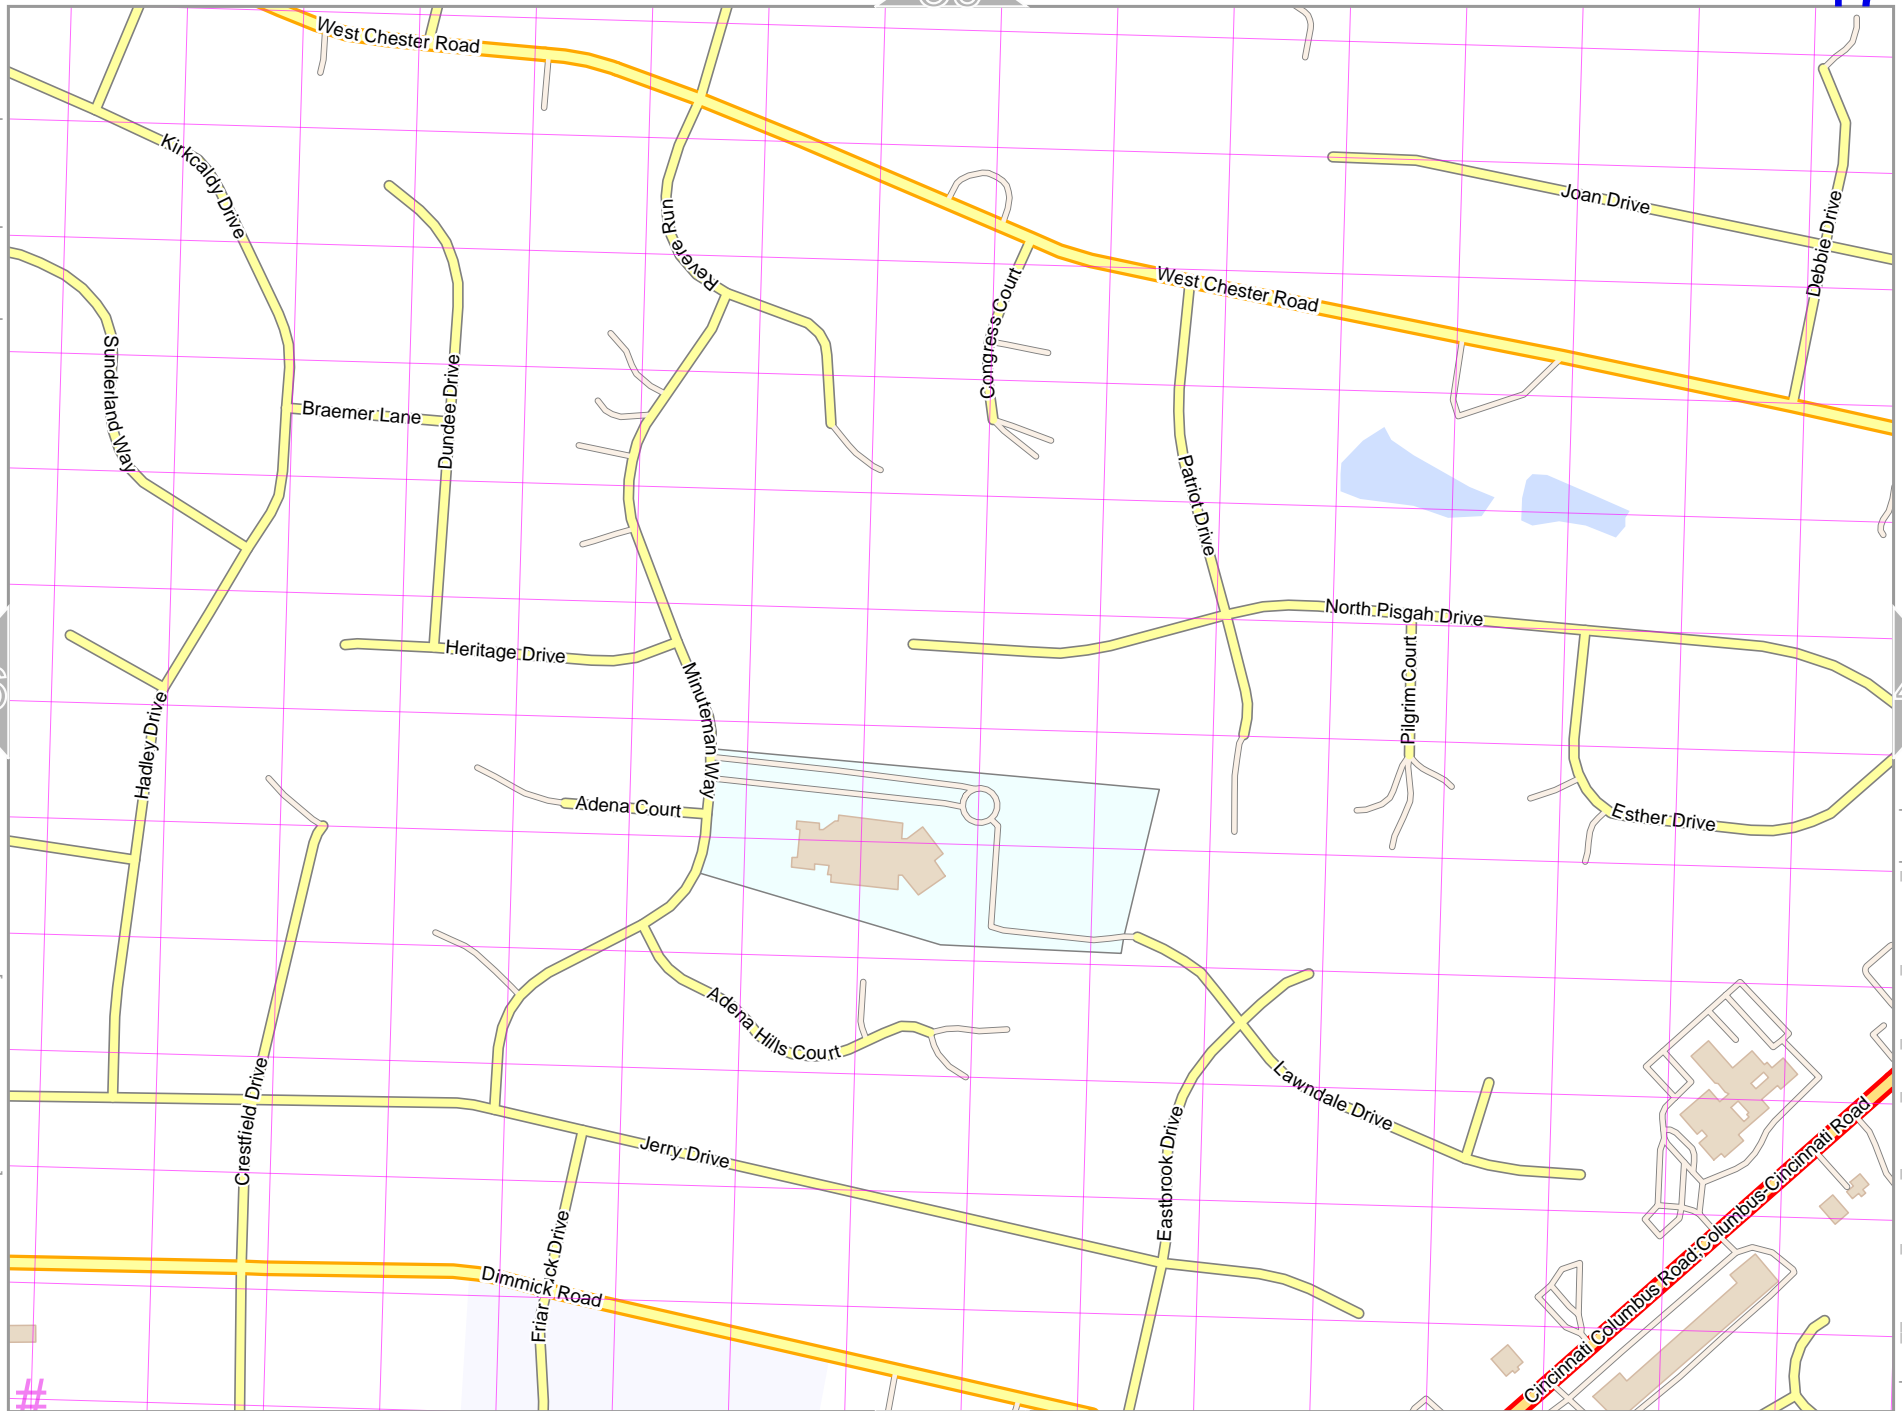 West Chester Road
Kirkcaldy Drive
Joan Drive
Debbie Drive
Revere Run
West Chester Road
Congress Court
Sunderland Way
Braemer Lane
Dundee Drive
Patriot Drive
North Pisgah Drive
Heritage Drive
Pilgrim Court
Minuteman Way
Hadley Drive
Adena Court
Esther Drive
Adena Hills Court
Lawndale Drive
Crestfield Drive
Jerry Drive
Eastbrook Drive
Cincinnati Columbus Road;Columbus-Cincinnati Road
Dimmick Road
Drive
#